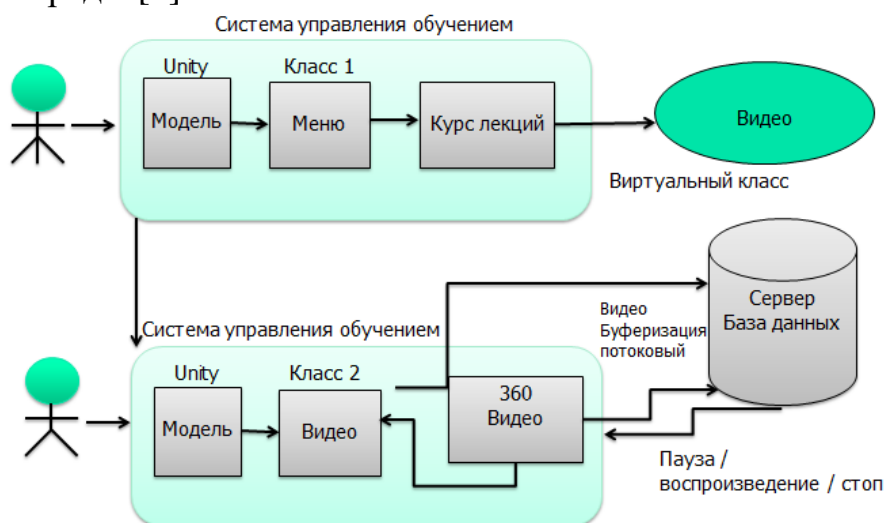 Система управления обучением
Unity
Класс 1
Модель
Меню
Курс лекций
Видео
Виртуальный класс
Сервер
База данных
Видео
Буферизация
потоковый
Система управления обучением
Unity
Класс 2
Модель
Видео
360
Видео
Пауза /
воспроизведение / стоп